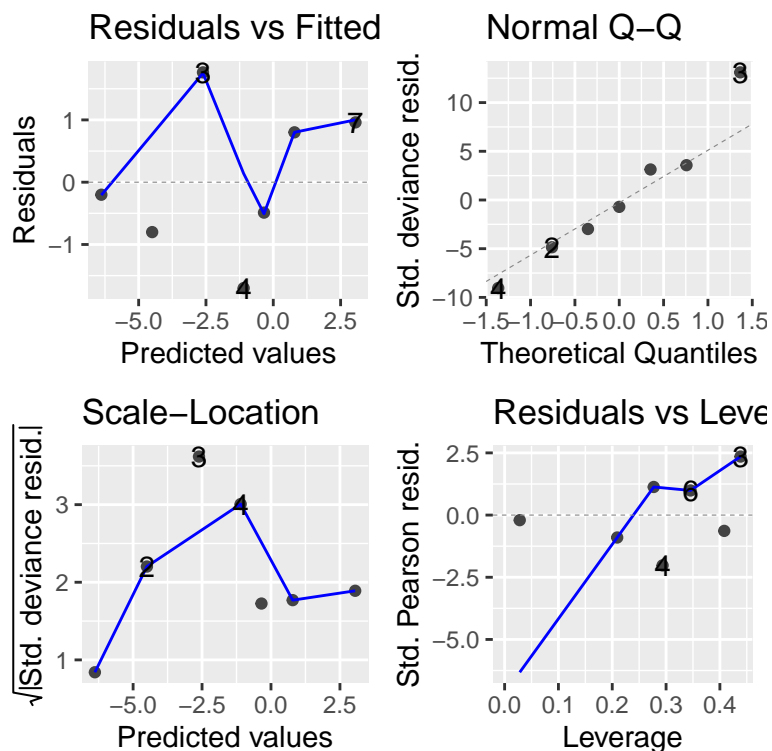 Residuals vs Fitted
Residuals
1
0
−1
3
7
4
−5.0 −2.5 0.0 2.5
Predicted values
Normal Q−Q
Std. deviance resid.
10
5
0
−5
−10
3
2
4
−1.5 −1.0 −0.5 0.0 0.5 1.0 1.5
Theoretical Quantiles
Scale−Location
√|Std. deviance resid.|
3
2
1
3
4
2
−5.0 −2.5 0.0 2.5
Predicted values
Residuals vs Leve
Std. Pearson resid.
2.5
0.0
−2.5
−5.0
3
6
4
0.0 0.1 0.2 0.3 0.4
Leverage